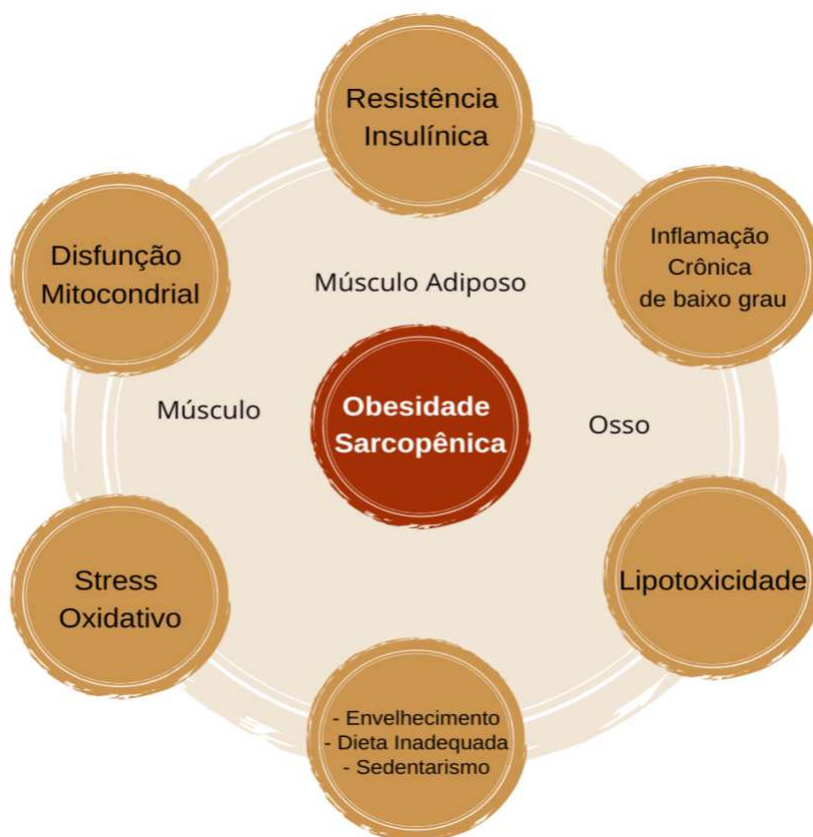 Resistência
Insulínica
Disfunção
Mitocondrial
Inflamação
Crônica
de baixo grau
Músculo Adiposo
Músculo
Obesidade
Sarcopênica
Osso
Stress
Oxidativo
Lipotoxicidade
- Envelhecimento
- Dieta Inadequada
- Sedentarismo